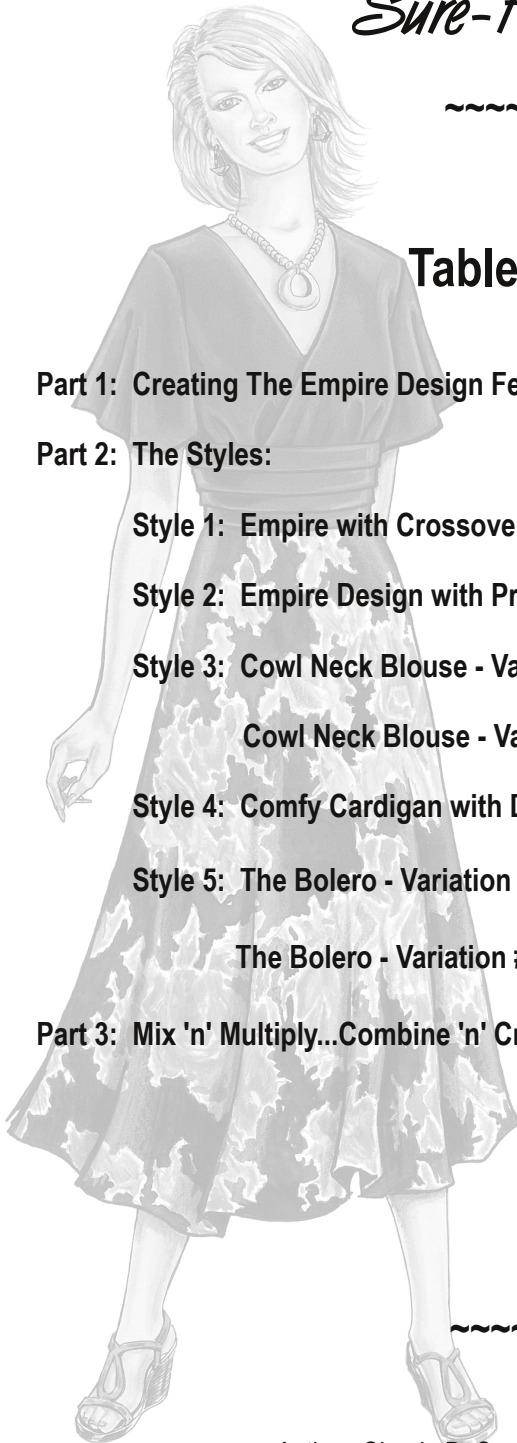 Sure-
~~~~
Table
Part 1: Creating The Empire Design Fe
Part 2: The Styles:
Style 1: Empire with Crossove
Style 2: Empire Design with Pr
Style 3: Cowl Neck Blouse - Va
Cowl Neck Blouse - Va
Style 4: Comfy Cardigan with D
Style 5: The Bolero - Variation
The Bolero - Variation #
Part 3: Mix 'n' Multiply...Combine 'n' Cr
~~~~